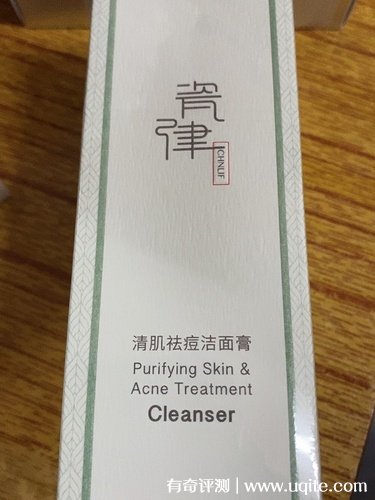 瓷
律
CHNLIF
清肌祛痘洁面膏
Purifying Skin &
Acne Treatment
Cleanser
有奇评测 | www.uqite.com